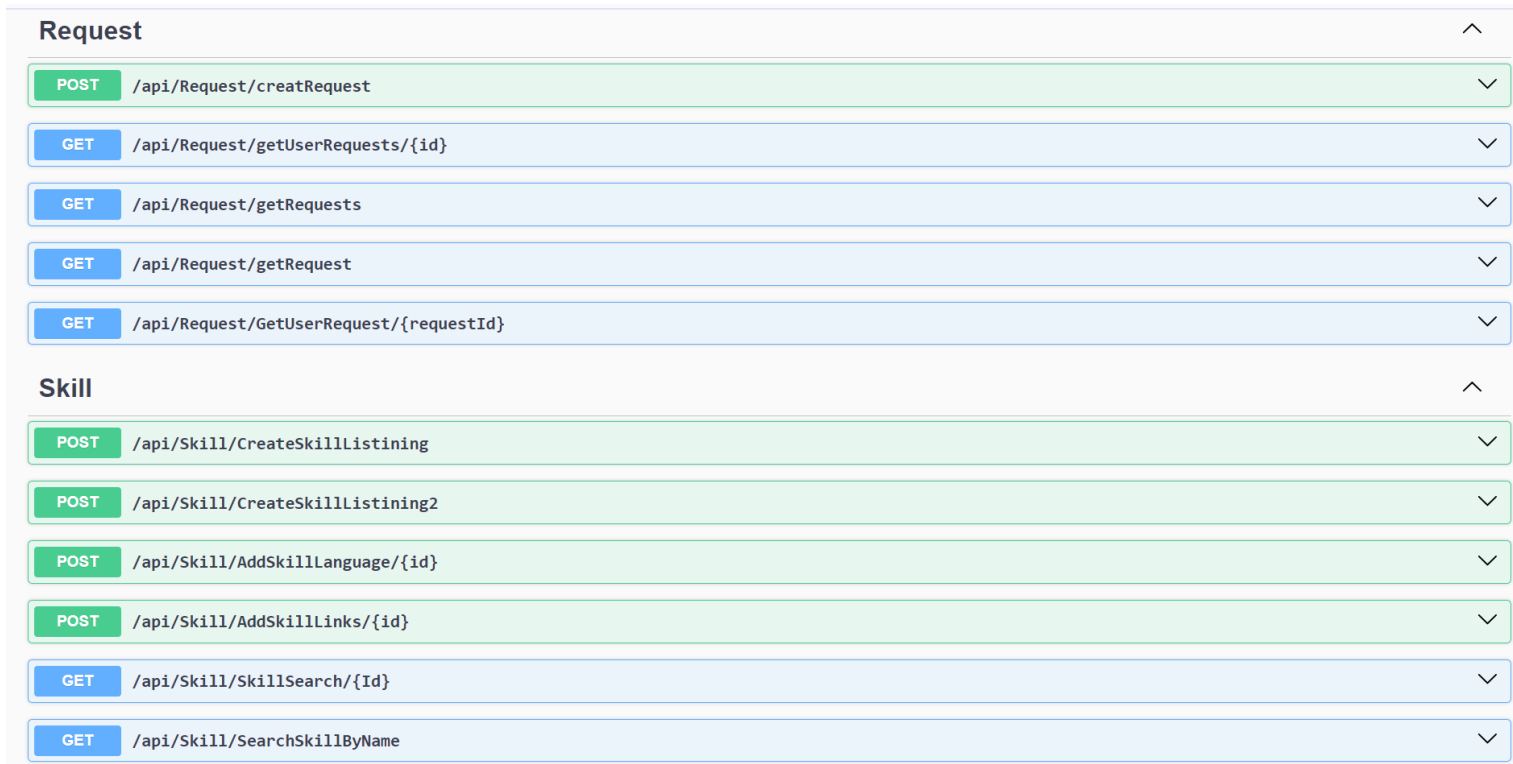 Request
POST /api/Request/creatRequest
GET /api/Request/getUserRequests/{id}
GET /api/Request/getRequests
GET /api/Request/getRequest
GET /api/Request/GetUserRequest/{requestId}
Skill
POST /api/Skill/CreateSkillListining
POST /api/Skill/CreateSkillListining2
POST /api/Skill/AddSkillLanguage/{id}
POST /api/Skill/AddSkillLinks/{id}
GET /api/Skill/SkillSearch/{Id}
GET /api/Skill/SearchSkillByName